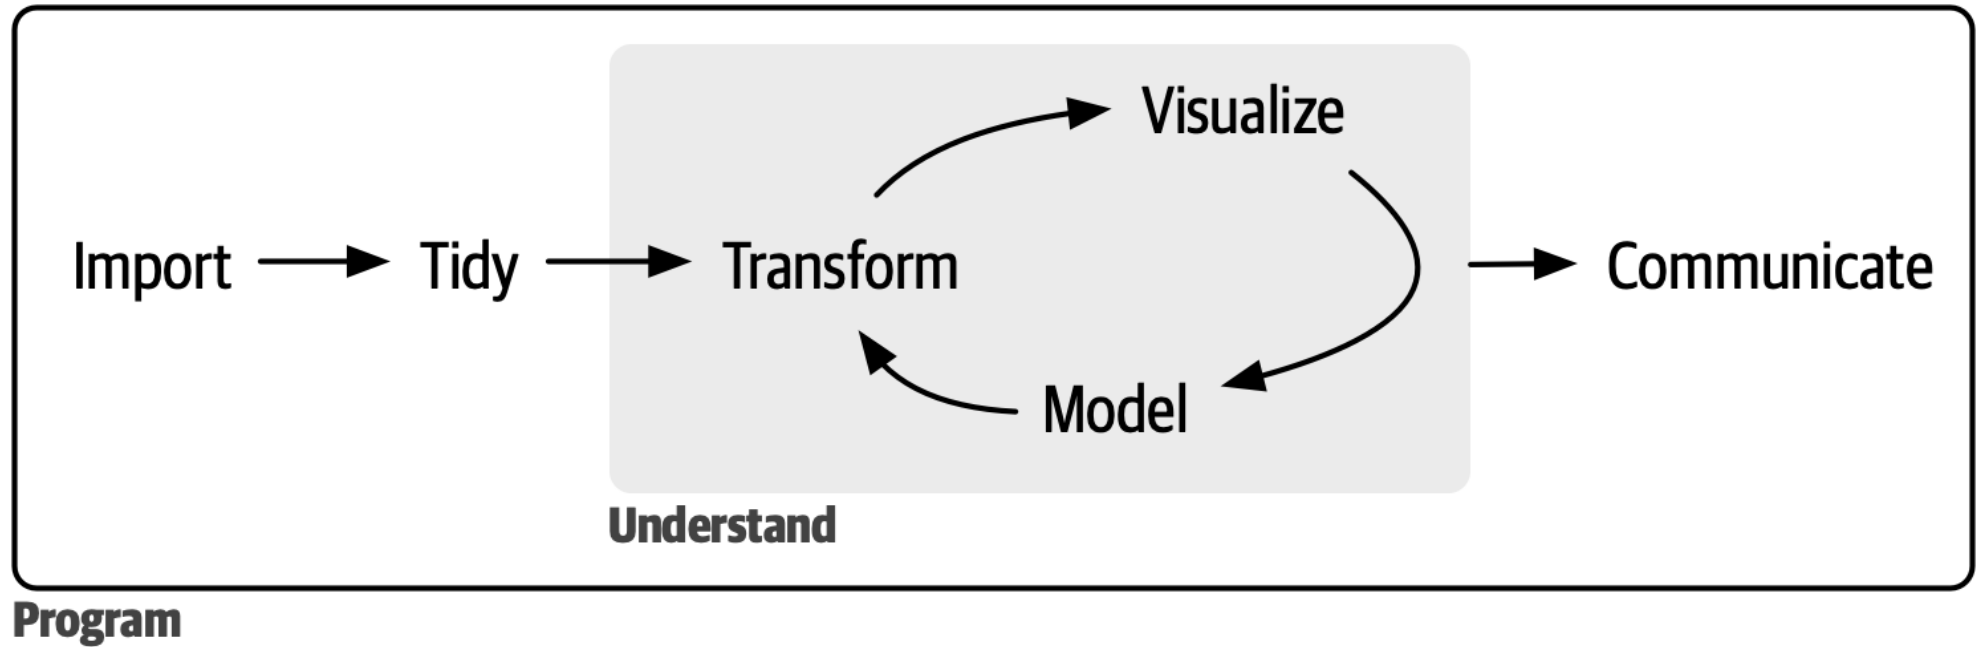 Visualize
Import
Tidy
Transform
Communicate
Model
Understand
Program